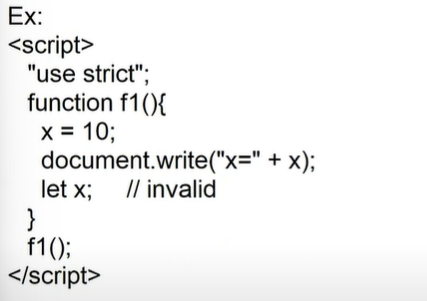 Ex:
<script>
"use strict";
function f1(){
x = 10;
document.write("x=" + x);
let x; // invalid
}
f1();
</script>